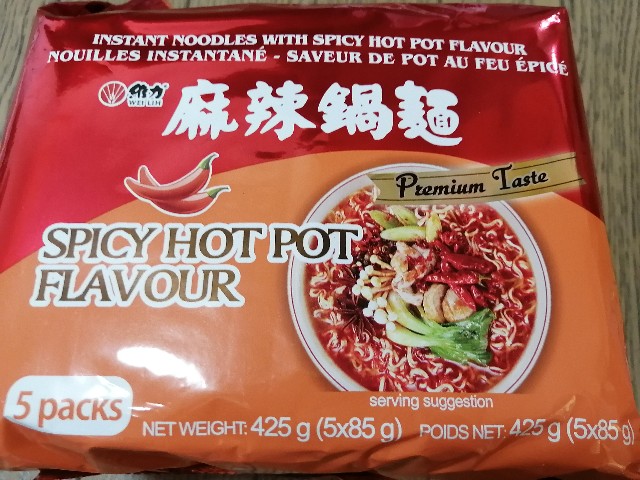 INSTANT NOODLES WITH SPICY HOT POT FLAVOUR
NOUILLES INSTANTANÉ - SAVEUR DE POT AU FEU ÉPICÉ
維力
WEI LIH
麻辣鍋麵
Premium Taste
SPICY HOT POT
FLAVOUR
serving suggestion
5 packs
NET WEIGHT: 425 g (5x85 g) POIDS NET: 425 g (5x85 g)